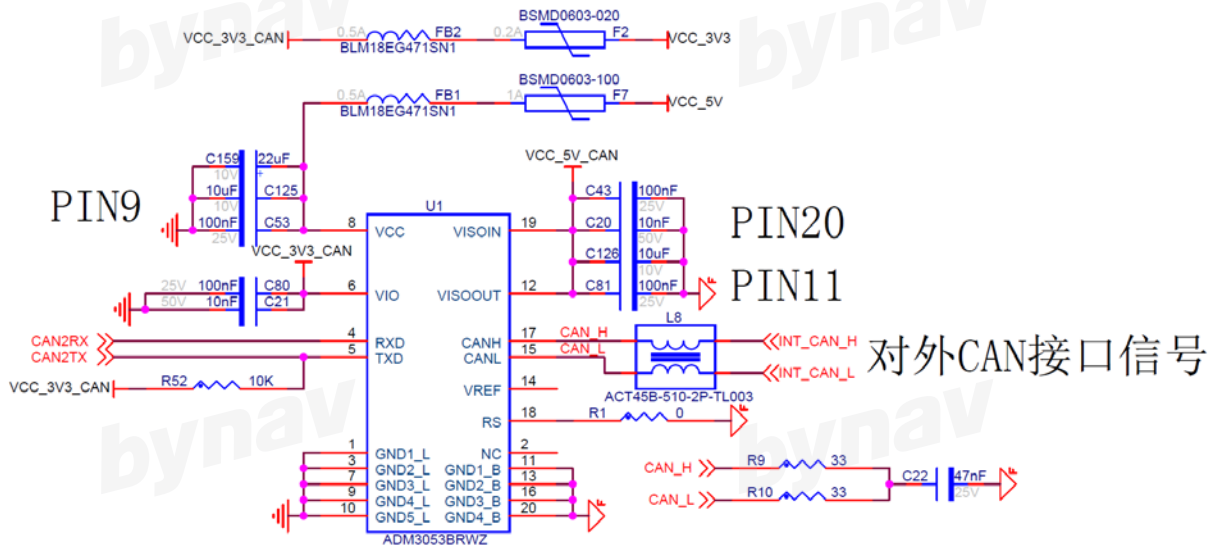 bynav
bynav
VCC_3V3_CAN 0.5A FB2 BLM18EG471SN1 0.2A BSMD0603-020 F2 VCC_3V3
0.5A FB1 BLM18EG471SN1 1A BSMD0603-100 F7 VCC_5V
PIN9
C159 22uF
10V +
10uF C125
10V
100nF C53
25V
VCC_3V3_CAN
25V 100nF C80
50V 10nF C21
VCC_5V_CAN
C43 100nF
25V
C20 10nF
50V
C126 10uF
10V
C81 100nF
25V
PIN20
PIN11
U1
8 VCC VISOIN 19
6 VIO VISOOUT 12
CAN2RX 4 RXD CANH 17 CAN_H
CAN2TX 5 TXD CANL 15 CAN_L
L8
INT_CAN_H
INT_CAN_L
ACT45B-510-2P-TL003
对外CAN接口信号
VCC_3V3_CAN R52 10K
VREF 14
RS 18 R1 0
1 GND1_L NC 2
3 GND2_L GND1_B 11
7 GND3_L GND2_B 13
9 GND4_L GND3_B 16
10 GND5_L GND4_B 20
ADM3053BRWZ
CAN_H R9 33
CAN_L R10 33
C22 47nF
25V
bynav
bynav